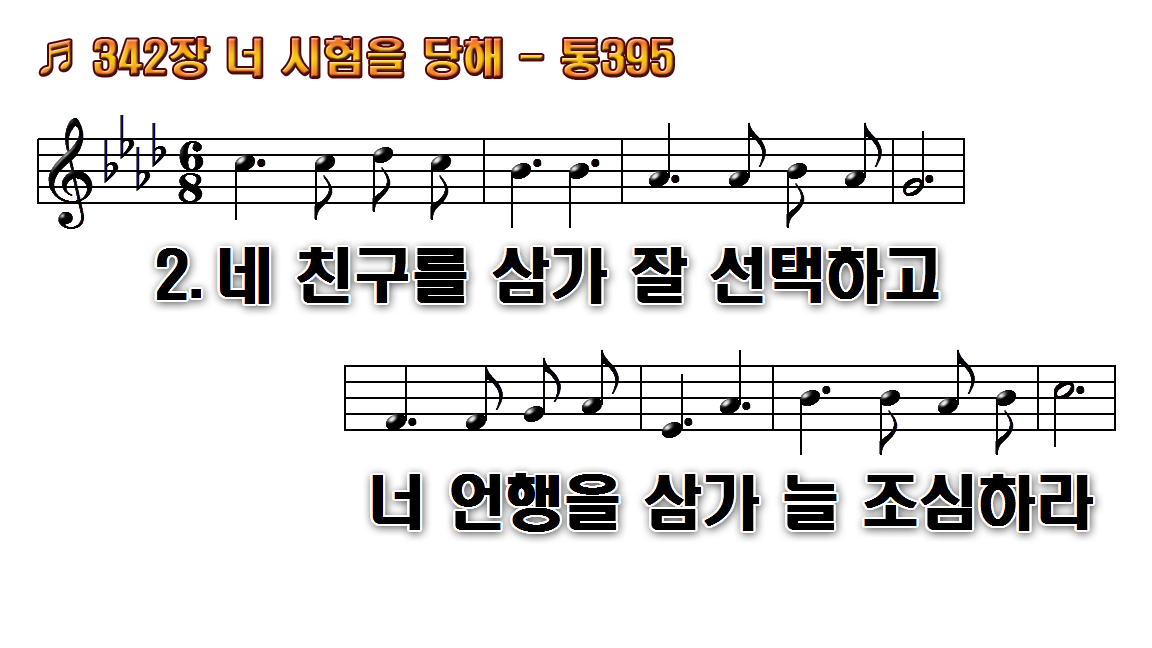 ♬ 342장 너 시험을 당해 - 통395
6
8
2. 네 친구를 삼가 잘 선택하고
너 언행을 삼가 늘 조심하라